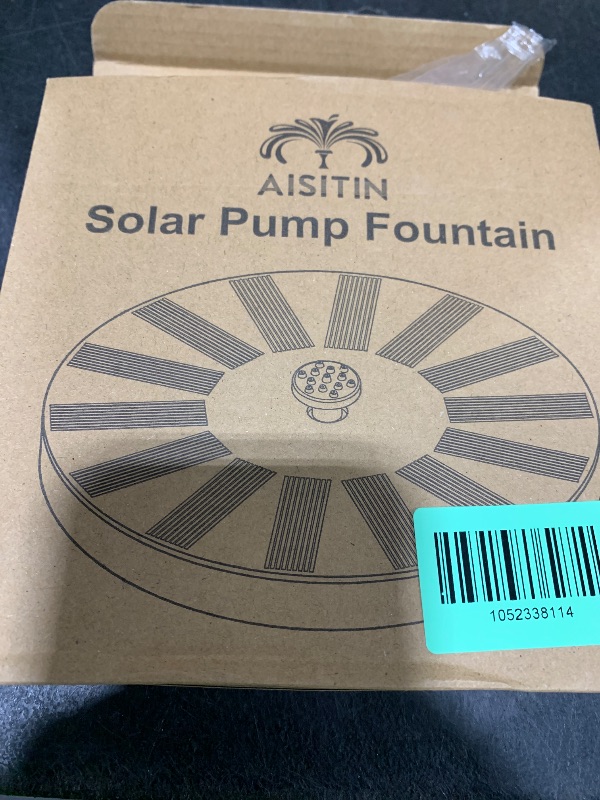 AISITIN
Solar Pump Fountain
1052338114